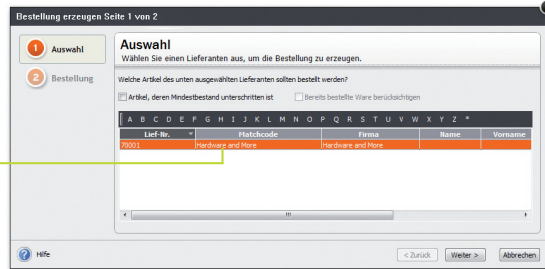 Bestellung erzeugen Seite 1 von 2
1 Auswahl
2 Bestellung
Auswahl
Wählen Sie einen Lieferanten aus, um die Bestellung zu erzeugen.
Welche Artikel des unten ausgewählten Lieferanten sollten bestellt werden?
Artikel, deren Mindestbestand unterschritten ist Bereits bestellte Ware berücksichtigen
A B C D E F G H I J K L M N O P Q R S T U V W X Y Z *
Lief-Nr. Matchcode Firma Name Vorname
70001 Hardware and More Hardware and More
Hilfe < Zurück Weiter > Abbrechen